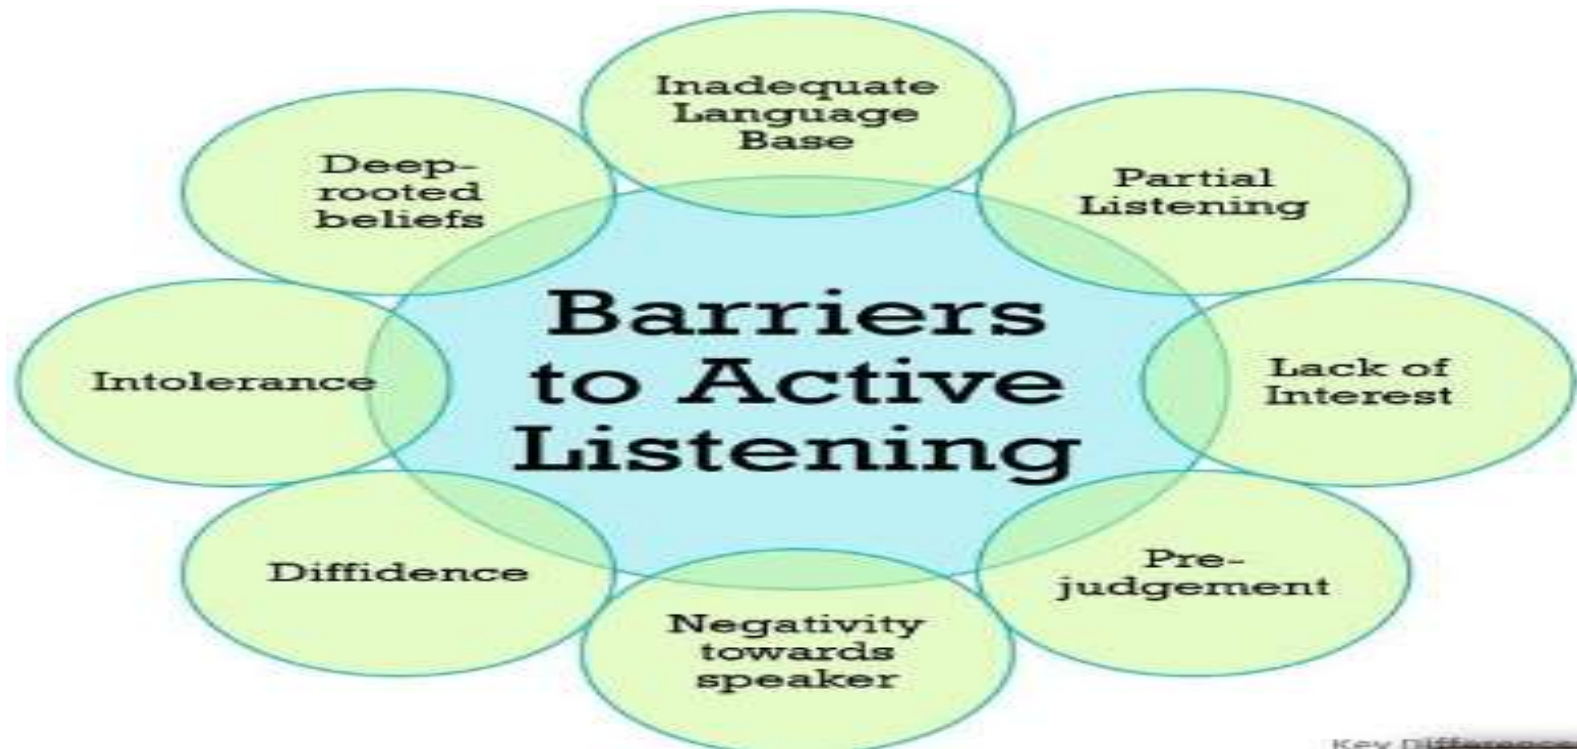 Inadequate
Language
Base
Partial
Listening
Lack of
Interest
Pre-
judgement
Negativity
towards
speaker
Diffidence
Intolerance
Deep-
rooted
beliefs
Barriers
to Active
Listening
Key